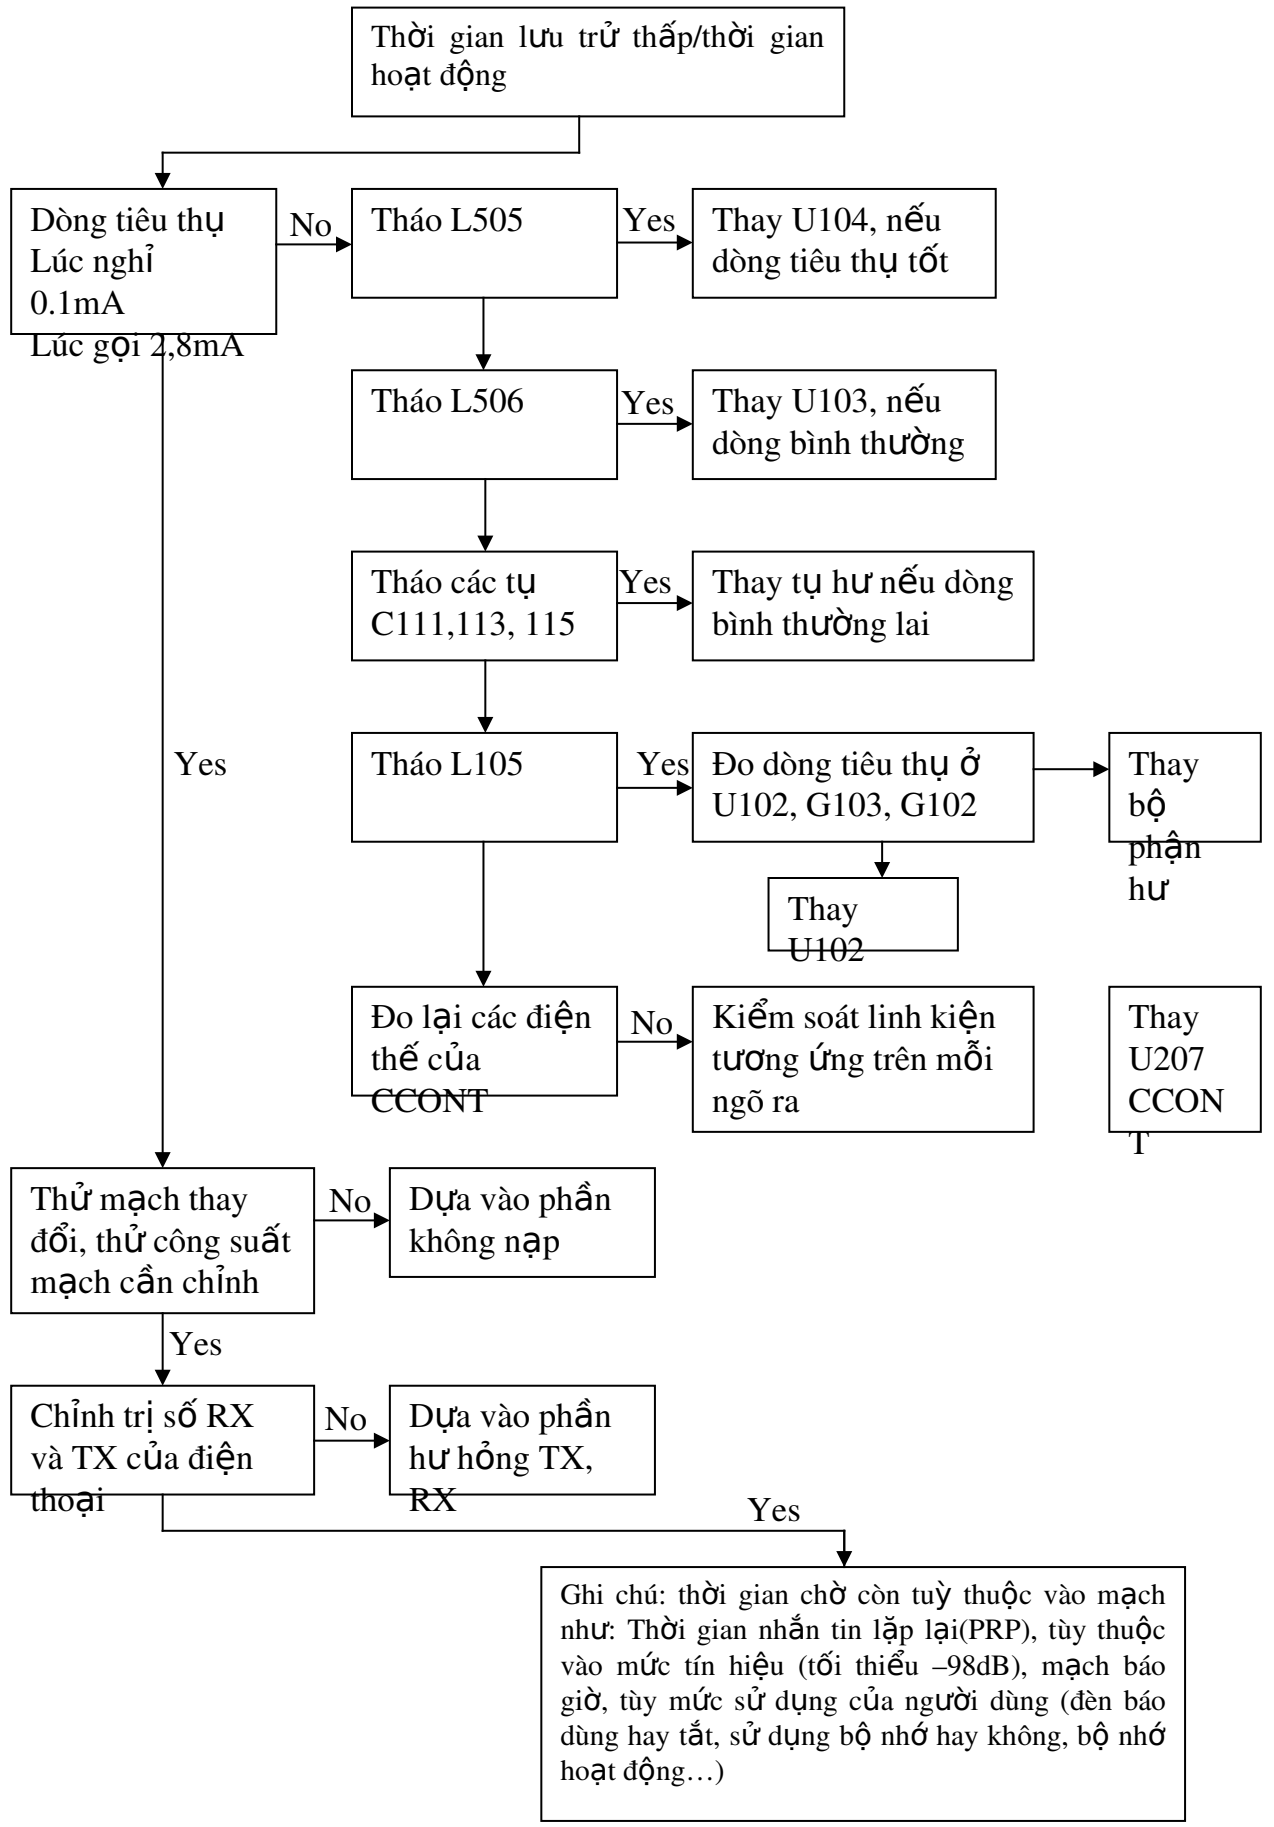 Thời gian lưu trử thấp/thời gian
hoạt động
Dòng tiêu thụ
Lúc nghỉ
0.1mA
Lúc gọi 2,8mA
No
Tháo L505
Yes
Thay U104, nếu
dòng tiêu thụ tốt
Tháo L506
Yes
Thay U103, nếu
dòng bình thường
Tháo các tụ
C111,113, 115
Yes
Thay tụ hư nếu dòng
bình thường lai
Yes
Tháo L105
Yes
Đo dòng tiêu thụ ở
U102, G103, G102
Thay
bộ
phận
hư
Thay
U102
Đo lại các điện
thế của
CCONT
No
Kiểm soát linh kiện
tương ứng trên mỗi
ngõ ra
Thay
U207
CCON
T
Thử mạch thay
đổi, thử công suất
mạch cần chỉnh
No
Dựa vào phần
không nạp
Yes
Chỉnh trị số RX
và TX của điện
thoại
No
Dựa vào phần
hư hỏng TX,
RX
Yes
Ghi chú: thời gian chờ còn tuỳ thuộc vào mạch
như: Thời gian nhắn tin lặp lại(PRP), tùy thuộc
vào mức tín hiệu (tối thiểu –98dB), mạch báo
giờ, tùy mức sử dụng của người dùng (đèn báo
dùng hay tắt, sử dụng bộ nhớ hay không, bộ nhớ
hoạt động…)